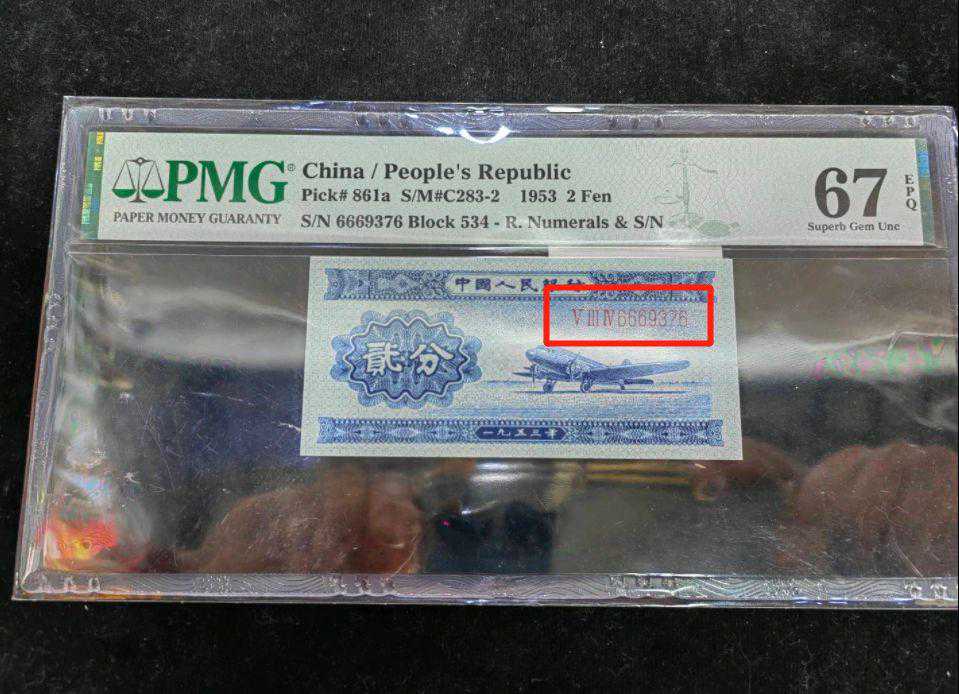 PMG®
PAPER MONEY GUARANTY
China / People's Republic
Pick# 861a S/M#C283-2 1953 2 Fen
S/N 6669376 Block 534 - R. Numerals & S/N
67
EPQ
Superb Gem Unc
中國人民銀行
Ⅴ Ⅲ Ⅳ 6669376
貳分
一九五三年